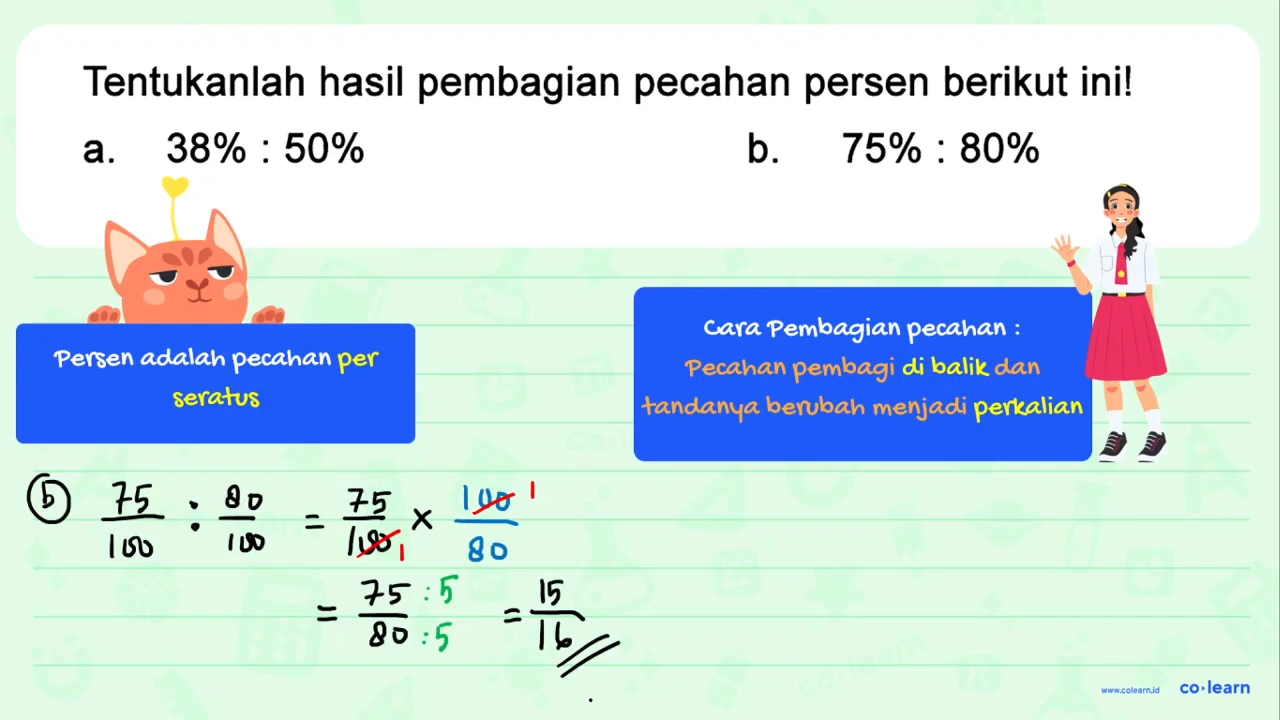 Tentukanlah hasil pembagian pecahan persen berikut ini!
a. 38% : 50% b. 75% : 80%
Persen adalah pecahan per
seratus
Cara Pembagian pecahan :
Pecahan pembagi di balik dan
tandanya berubah menjadi perkalian
b 75/100 : 80/100 = 75/100 1 × 100/80 1
= 75/80 :5 :5 = 15/16
www.colearn.id co·learn